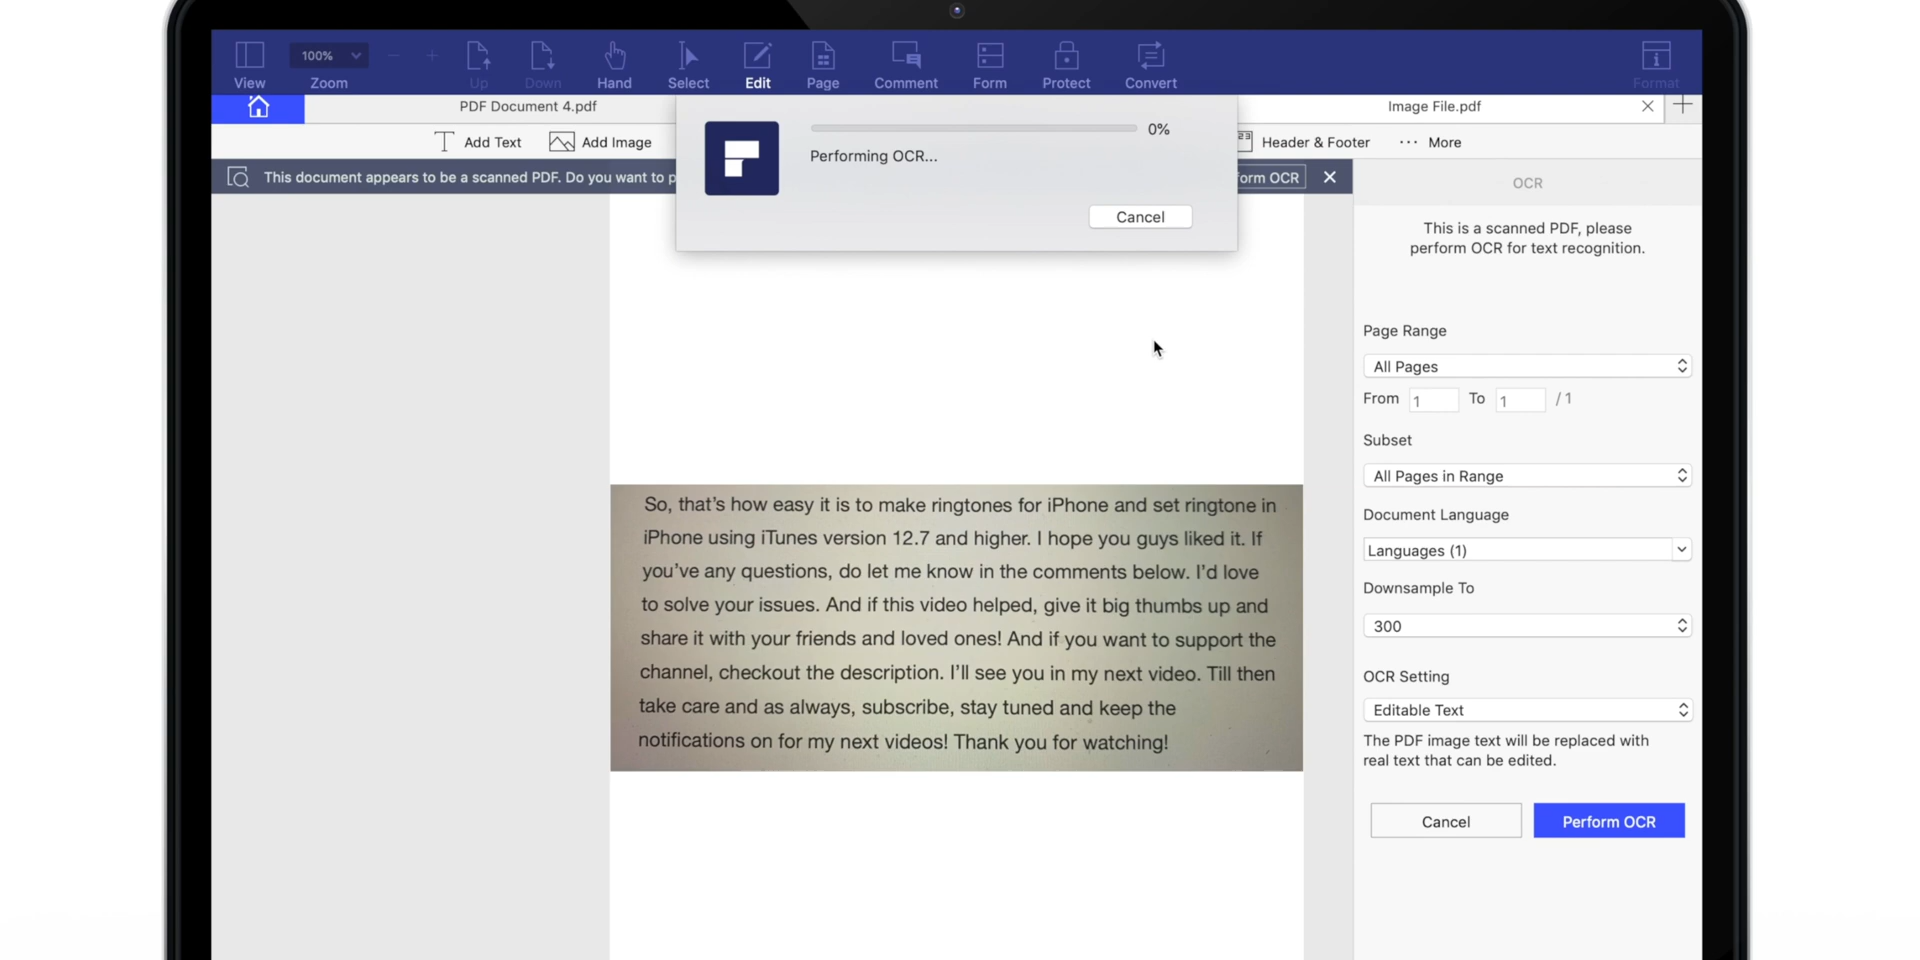 View
100%
Zoom
Up
Down
Hand
Select
Edit
Page
Comment
Form
Protect
Convert
Format
PDF Document 4.pdf
Image File.pdf
Add Text
Add Image
Header & Footer
More
0%
Performing OCR...
Cancel
This document appears to be a scanned PDF. Do you want to p
orm OCR
OCR
This is a scanned PDF, please
perform OCR for text recognition.
Page Range
All Pages
From 1 To 1 / 1
Subset
All Pages in Range
Document Language
Languages (1)
Downsample To
300
OCR Setting
Editable Text
The PDF image text will be replaced with
real text that can be edited.
Cancel
Perform OCR
So, that’s how easy it is to make ringtones for iPhone and set ringtone in
iPhone using iTunes version 12.7 and higher. I hope you guys liked it. If
you’ve any questions, do let me know in the comments below. I’d love
to solve your issues. And if this video helped, give it big thumbs up and
share it with your friends and loved ones! And if you want to support the
channel, checkout the description. I’ll see you in my next video. Till then
take care and as always, subscribe, stay tuned and keep the
notifications on for my next videos! Thank you for watching!